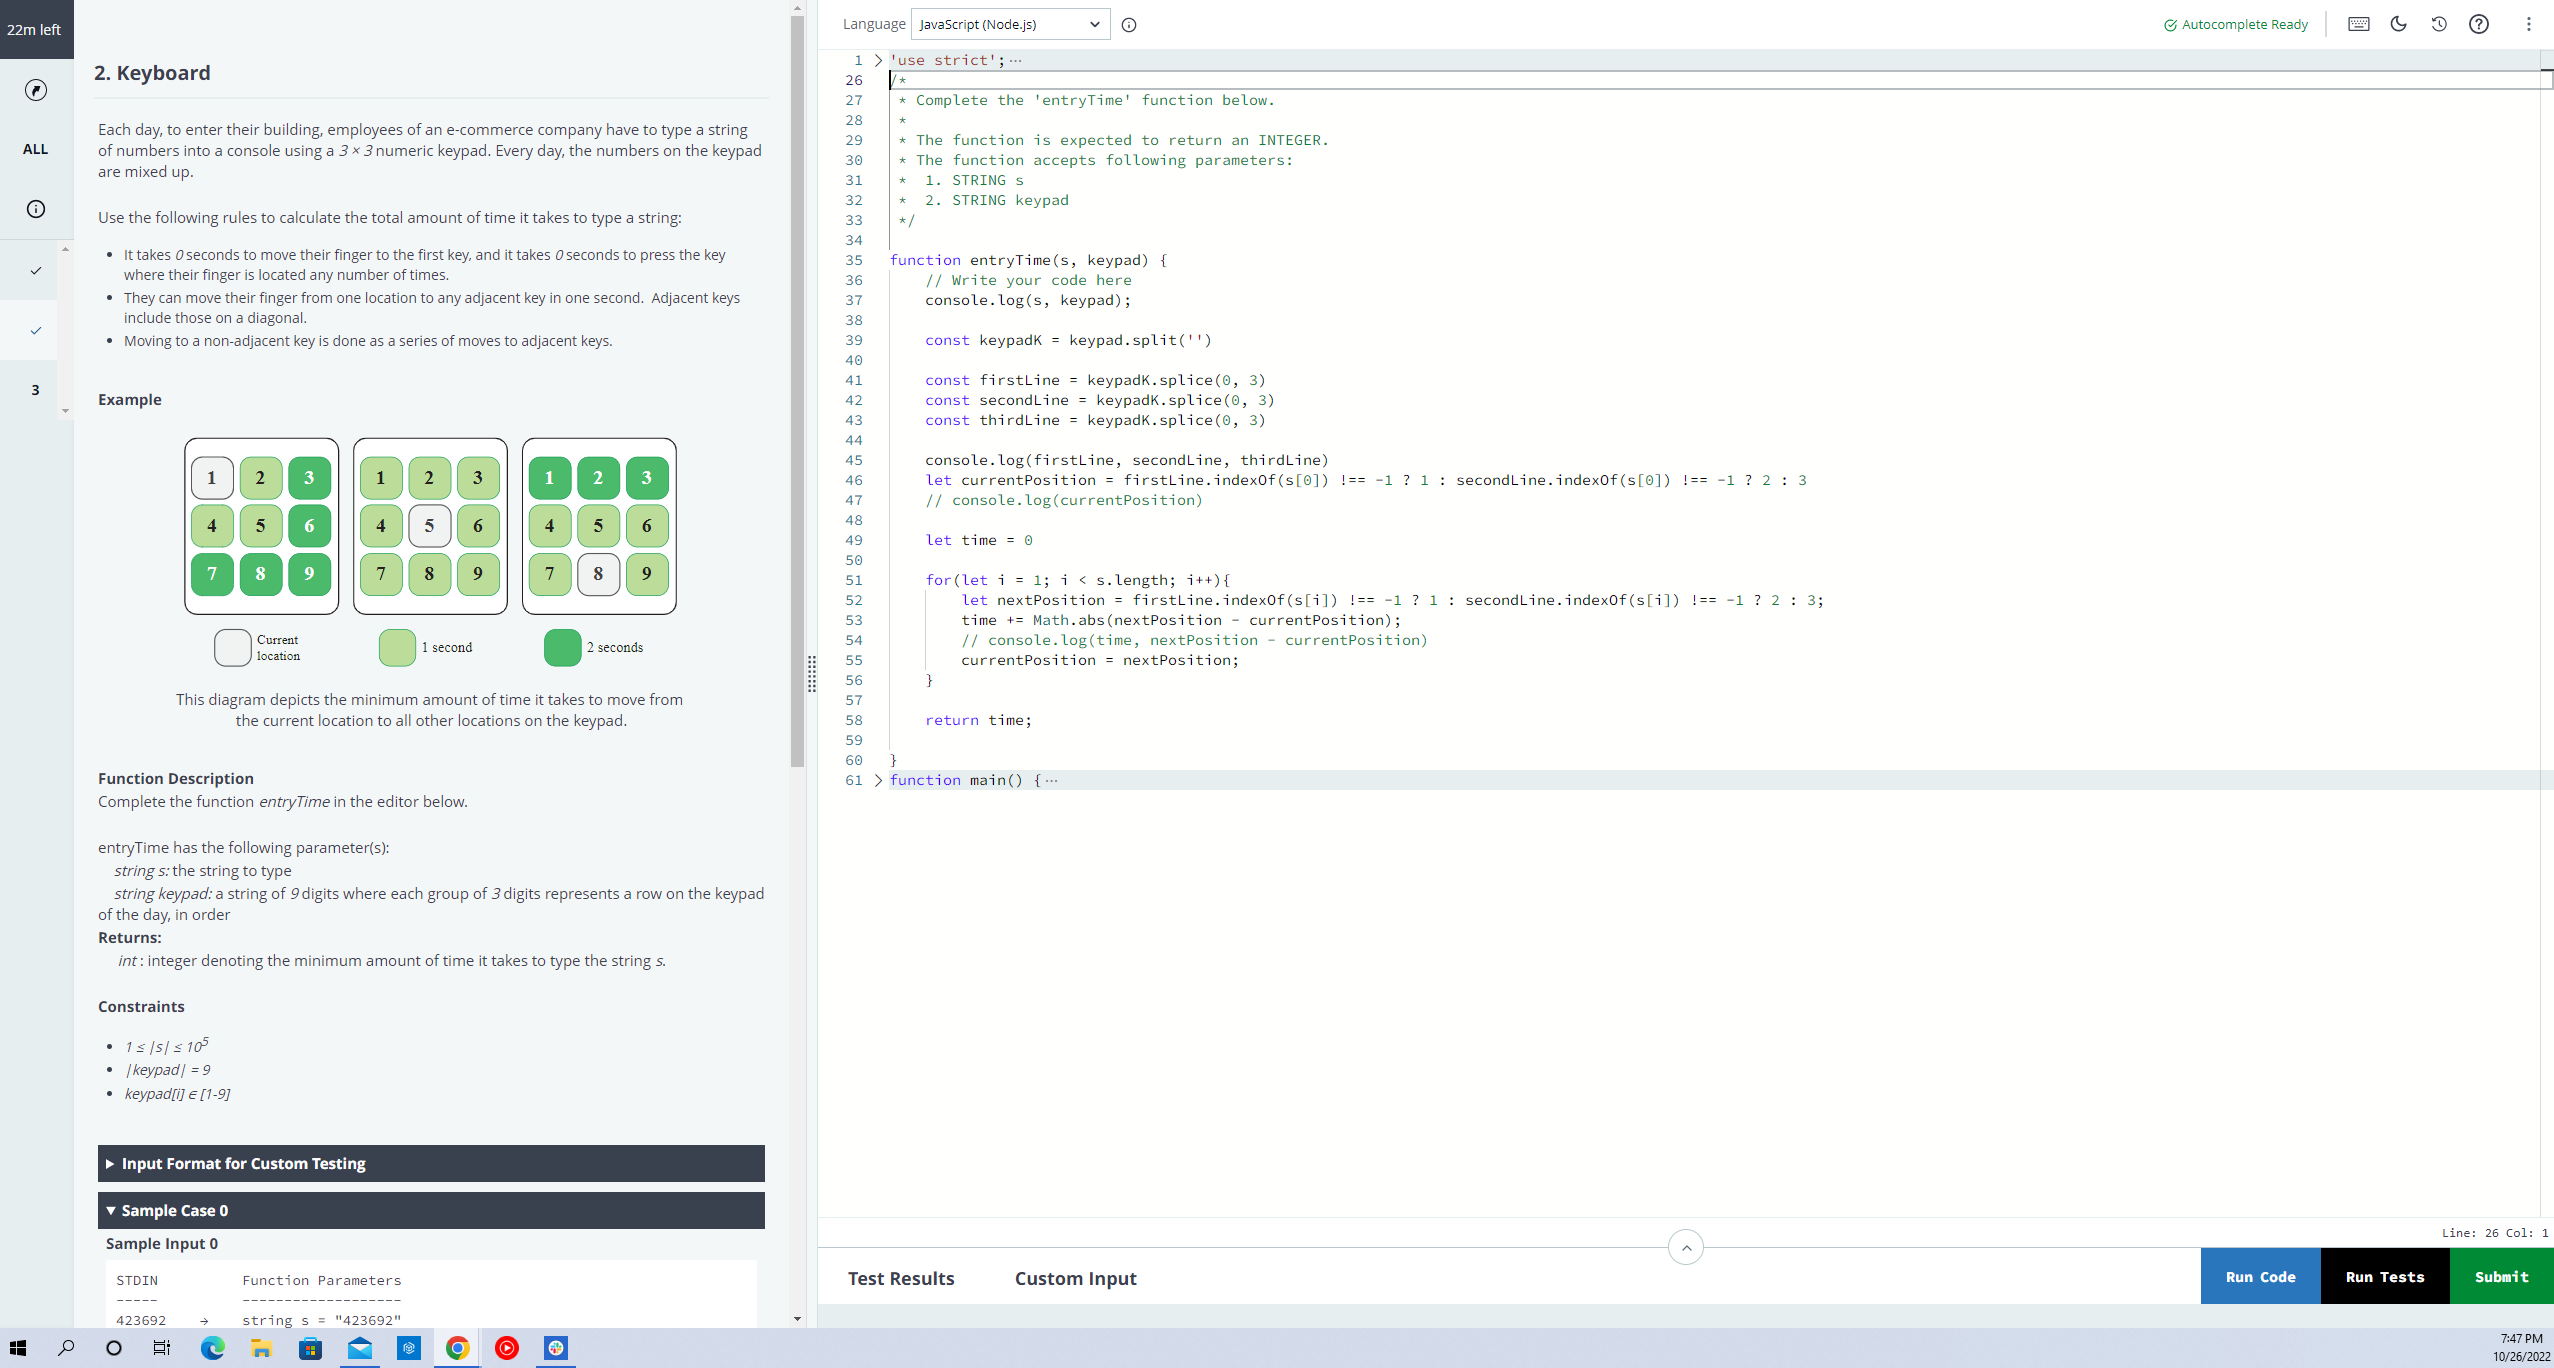 22m left
ALL
3
2. Keyboard
Each day, to enter their building, employees of an e-commerce company have to type a string
of numbers into a console using a 3 × 3 numeric keypad. Every day, the numbers on the keypad
are mixed up.
Use the following rules to calculate the total amount of time it takes to type a string:
• It takes 0 seconds to move their finger to the first key, and it takes 0 seconds to press the key
where their finger is located any number of times.
• They can move their finger from one location to any adjacent key in one second.  Adjacent keys
include those on a diagonal.
• Moving to a non-adjacent key is done as a series of moves to adjacent keys.
Example
1 2 3 1 2 3 1 2 3
4 5 6 4 5 6 4 5 6
7 8 9 7 8 9 7 8 9
Current
location
1 second
2 seconds
This diagram depicts the minimum amount of time it takes to move from
the current location to all other locations on the keypad.
Function Description
Complete the function entryTime in the editor below.
entryTime has the following parameter(s):
string s: the string to type
string keypad: a string of 9 digits where each group of 3 digits represents a row on the keypad
of the day, in order
Returns:
int : integer denoting the minimum amount of time it takes to type the string s.
Constraints
• 1 ≤ |s| ≤ 10^5
• |keypad| = 9
• keypad[i] ∈ [1-9]
▶ Input Format for Custom Testing
▼ Sample Case 0
Sample Input 0
STDIN Function Parameters
----- -------------------
423692 → string s = "423692"
Language JavaScript (Node.js)
Autocomplete Ready
1 > 'use strict'; ···
26 /*
27 * Complete the 'entryTime' function below.
28 *
29 * The function is expected to return an INTEGER.
30 * The function accepts following parameters:
31 *  1. STRING s
32 *  2. STRING keypad
33 */
34
35 function entryTime(s, keypad) {
36 // Write your code here
37 console.log(s, keypad);
38
39 const keypadK = keypad.split('')
40
41 const firstLine = keypadK.splice(0, 3)
42 const secondLine = keypadK.splice(0, 3)
43 const thirdLine = keypadK.splice(0, 3)
44
45 console.log(firstLine, secondLine, thirdLine)
46 let currentPosition = firstLine.indexOf(s[0]) !== -1 ? 1 : secondLine.indexOf(s[0]) !== -1 ? 2 : 3
47 // console.log(currentPosition)
48
49 let time = 0
50
51 for(let i = 1; i < s.length; i++){
52 let nextPosition = firstLine.indexOf(s[i]) !== -1 ? 1 : secondLine.indexOf(s[i]) !== -1 ? 2 : 3;
53 time += Math.abs(nextPosition - currentPosition);
54 // console.log(time, nextPosition - currentPosition)
55 currentPosition = nextPosition;
56 }
57
58 return time;
59
60 }
61 > function main() { ···
Line: 26 Col: 1
Test Results Custom Input
Run Code Run Tests Submit
7:47 PM
10/26/2022